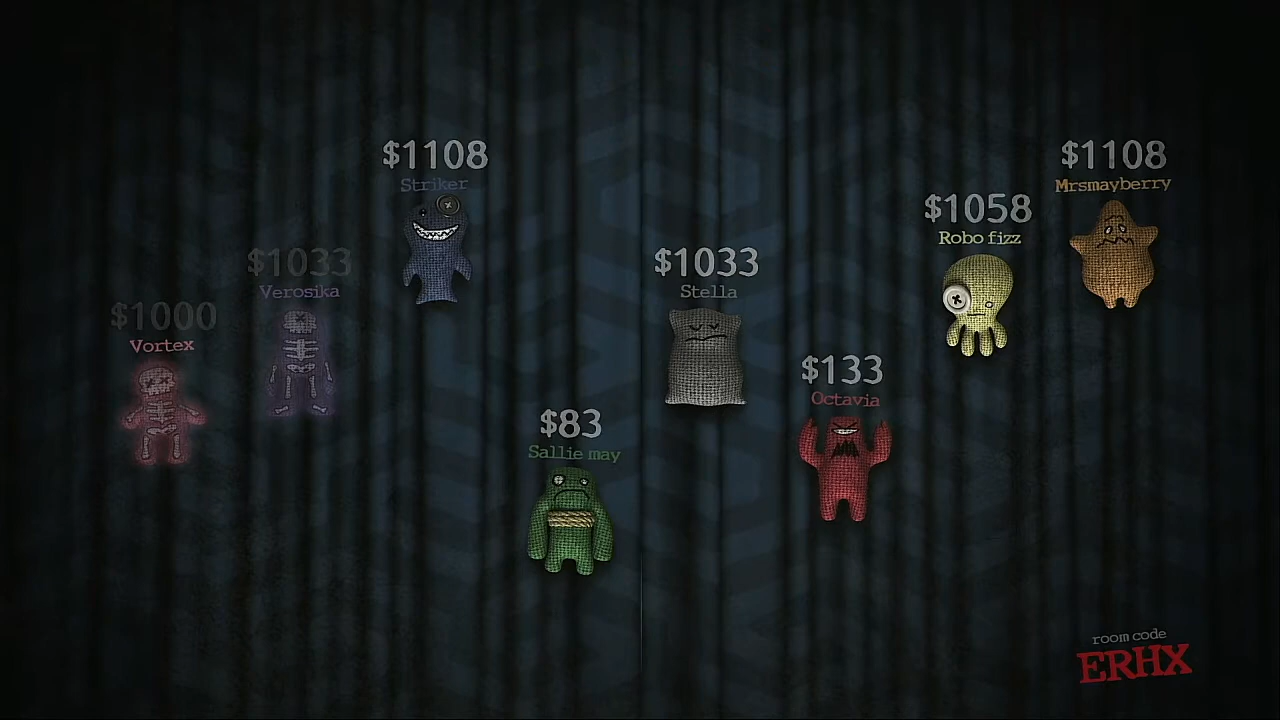 $1000
Vortex
$1033
Verosika
$1108
Striker
$83
Sallie may
$1033
Stella
$133
Octavia
$1058
Robo fizz
$1108
Mrsmayberry
room code
ERHX